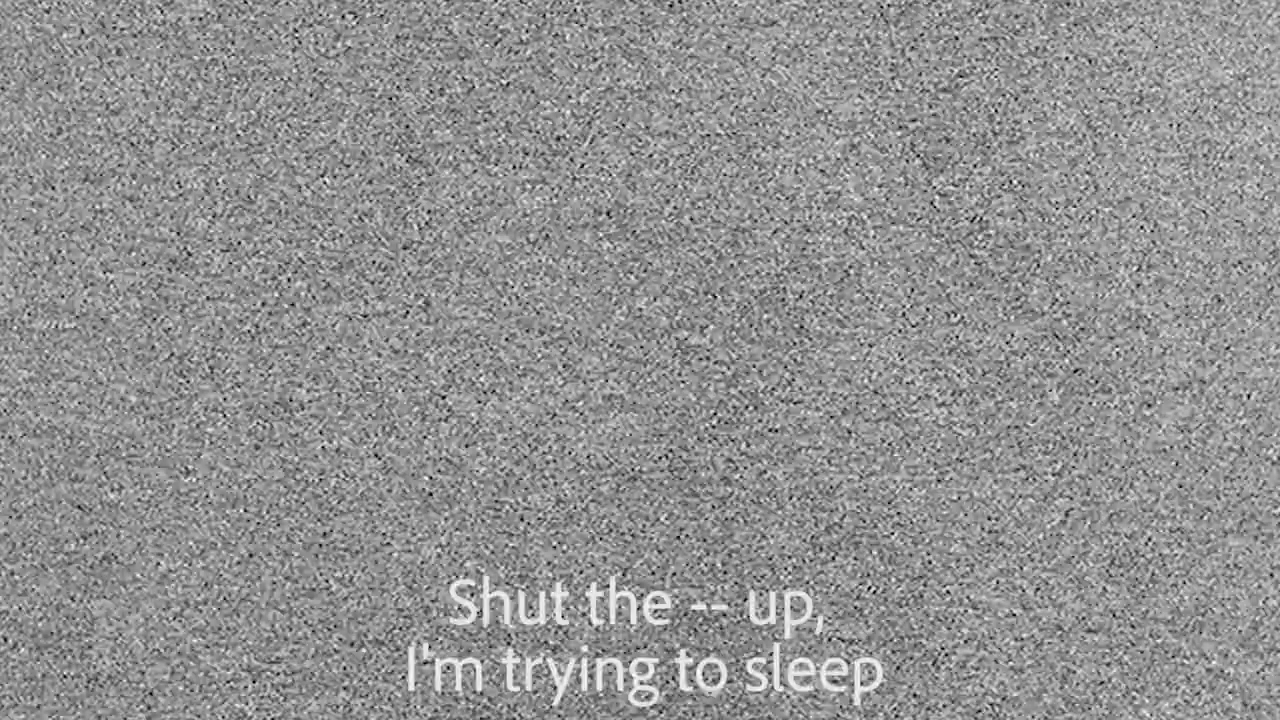 Shut the -- up,
I'm trying to sleep